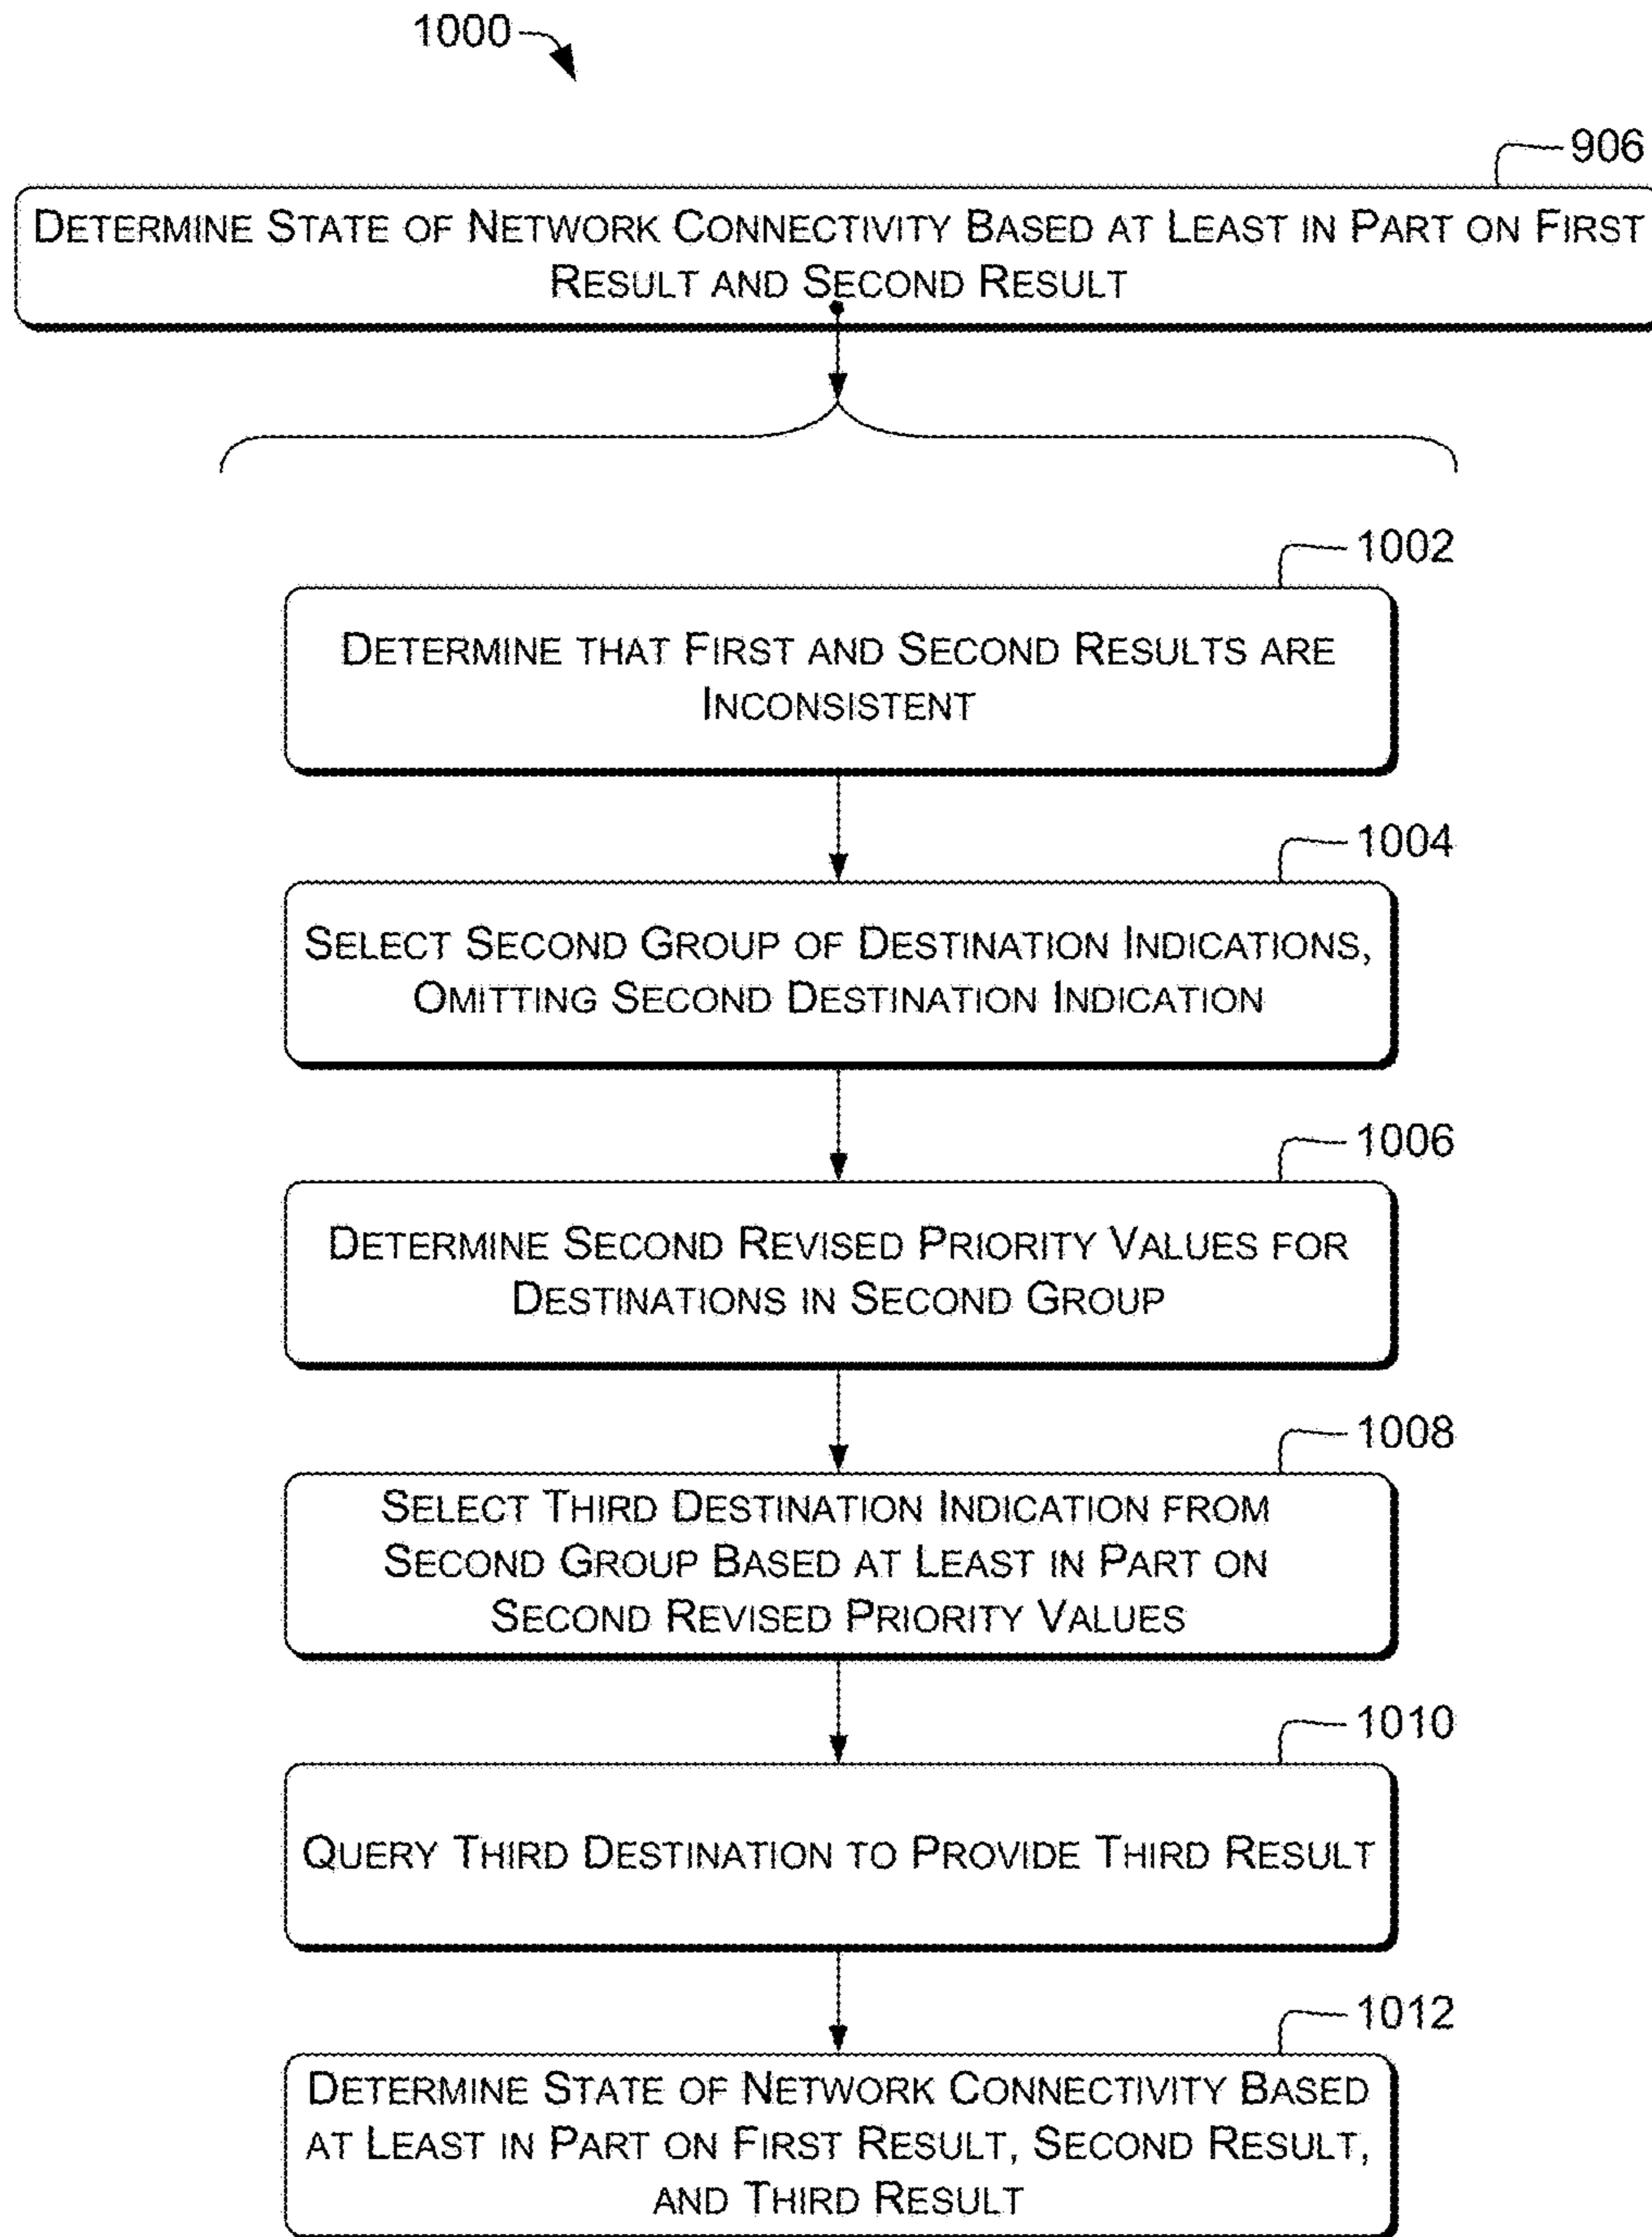 1000
906
DETERMINE STATE OF NETWORK CONNECTIVITY BASED AT LEAST IN PART ON FIRST
RESULT AND SECOND RESULT
1002
DETERMINE THAT FIRST AND SECOND RESULTS ARE
INCONSISTENT
1004
SELECT SECOND GROUP OF DESTINATION INDICATIONS,
OMITTING SECOND DESTINATION INDICATION
1006
DETERMINE SECOND REVISED PRIORITY VALUES FOR
DESTINATIONS IN SECOND GROUP
1008
SELECT THIRD DESTINATION INDICATION FROM
SECOND GROUP BASED AT LEAST IN PART ON
SECOND REVISED PRIORITY VALUES
1010
QUERY THIRD DESTINATION TO PROVIDE THIRD RESULT
1012
DETERMINE STATE OF NETWORK CONNECTIVITY BASED
AT LEAST IN PART ON FIRST RESULT, SECOND RESULT,
AND THIRD RESULT